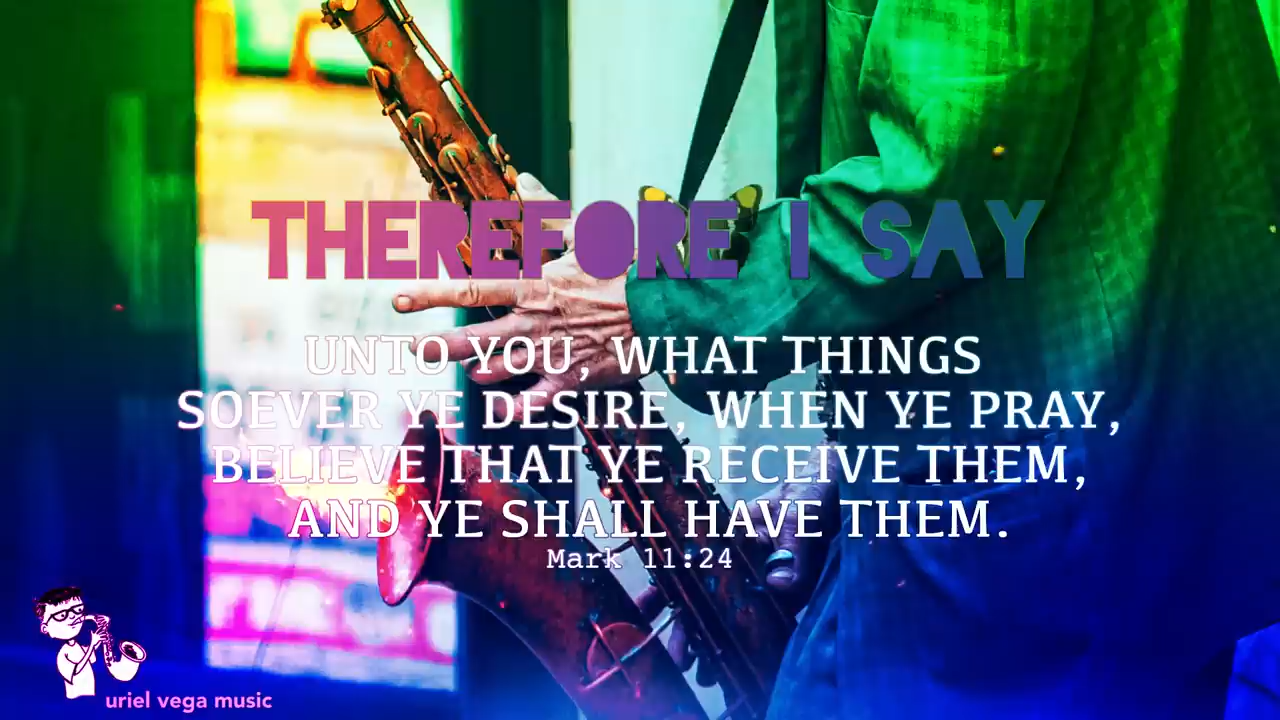 THEREFORE I SAY
UNTO YOU, WHAT THINGS
SOEVER YE DESIRE, WHEN YE PRAY,
BELIEVE THAT YE RECEIVE THEM,
AND YE SHALL HAVE THEM.
Mark 11:24
uriel vega music